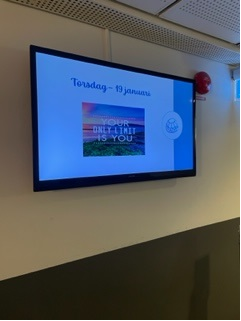 Torsdag - 19 januari
YOUR
ONLY LIMIT
IS YOU